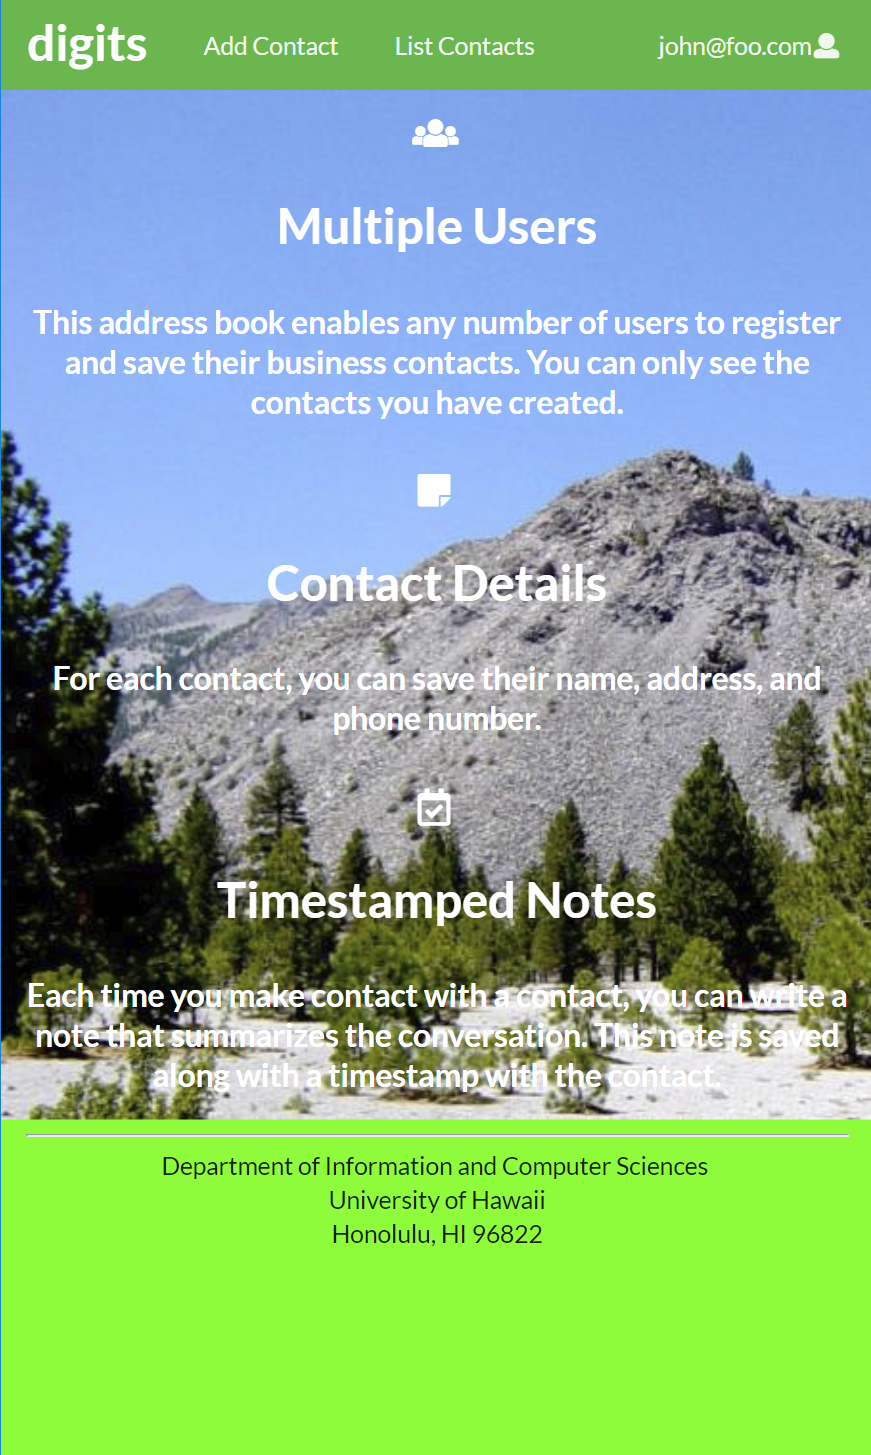 digits Add Contact List Contacts john@foo.com
Multiple Users
This address book enables any number of users to register
and save their business contacts. You can only see the
contacts you have created.
Contact Details
For each contact, you can save their name, address, and
phone number.
Timestamped Notes
Each time you make contact with a contact, you can write a
note that summarizes the conversation. This note is saved
along with a timestamp with the contact.
Department of Information and Computer Sciences
University of Hawaii
Honolulu, HI 96822